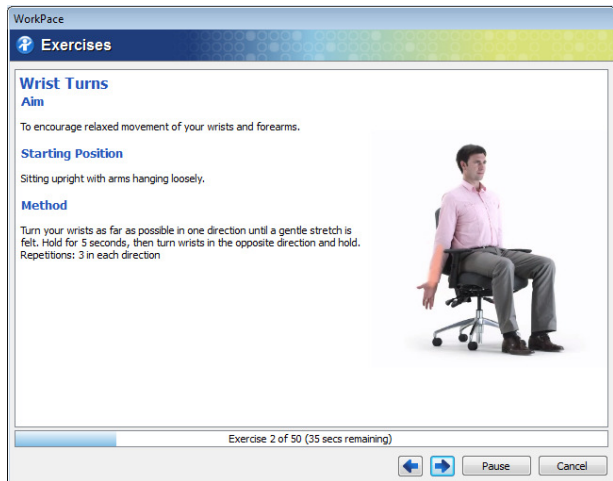 WorkPace
Exercises
Wrist Turns
Aim
To encourage relaxed movement of your wrists and forearms.
Starting Position
Sitting upright with arms hanging loosely.
Method
Turn your wrists as far as possible in one direction until a gentle stretch is
felt. Hold for 5 seconds, then turn wrists in the opposite direction and hold.
Repetitions: 3 in each direction
Exercise 2 of 50 (35 secs remaining)
Pause Cancel